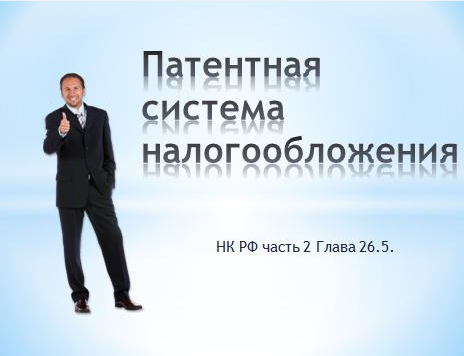 Патентная
система
налогообложения
НК РФ часть 2 Глава 26.5.